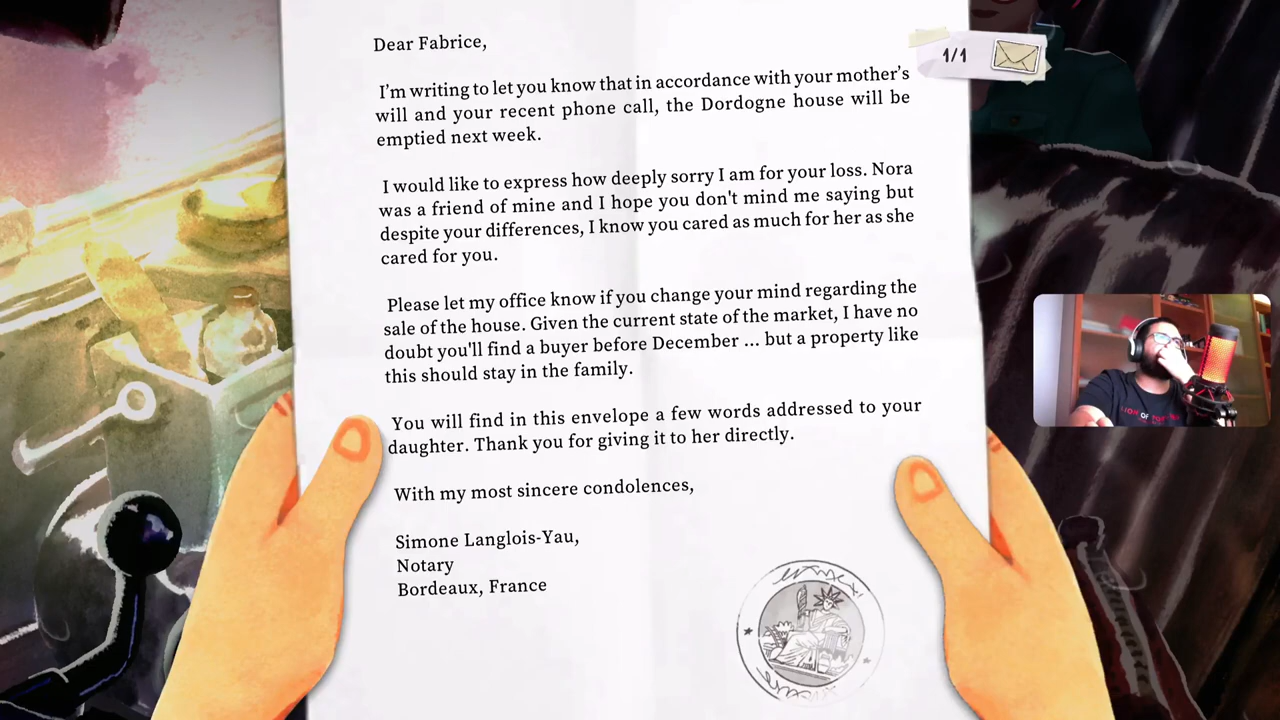 Dear Fabrice,
1/1
I'm writing to let you know that in accordance with your mother's
will and your recent phone call, the Dordogne house will be
emptied next week.
I would like to express how deeply sorry I am for your loss. Nora
was a friend of mine and I hope you don't mind me saying but
despite your differences, I know you cared as much for her as she
cared for you.
Please let my office know if you change your mind regarding the
sale of the house. Given the current state of the market, I have no
doubt you'll find a buyer before December ... but a property like
this should stay in the family.
You will find in this envelope a few words addressed to your
daughter. Thank you for giving it to her directly.
With my most sincere condolences,
Simone Langlois-Yau,
Notary
Bordeaux, France